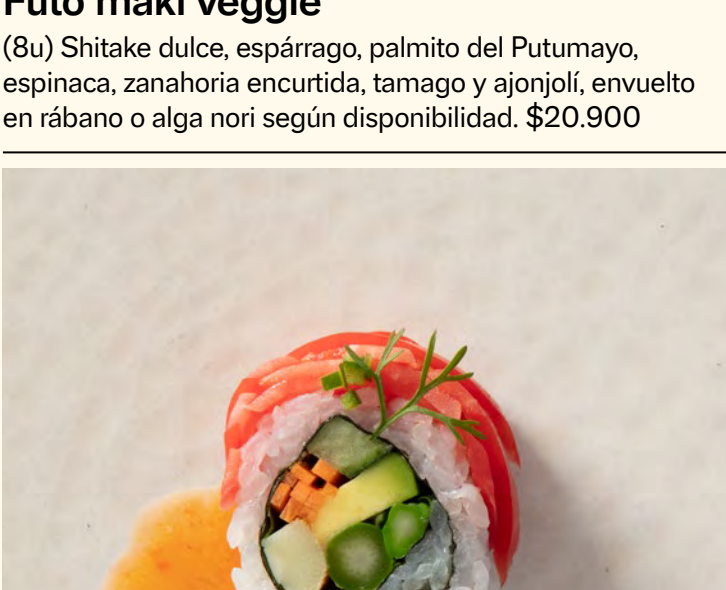 Futo maki veggie
(8u) Shitake dulce, espárrago, palmito del Putumayo,
espinaca, zanahoria encurtida, tamago y ajonjolí, envuelto
en rábano o alga nori según disponibilidad. $20.900